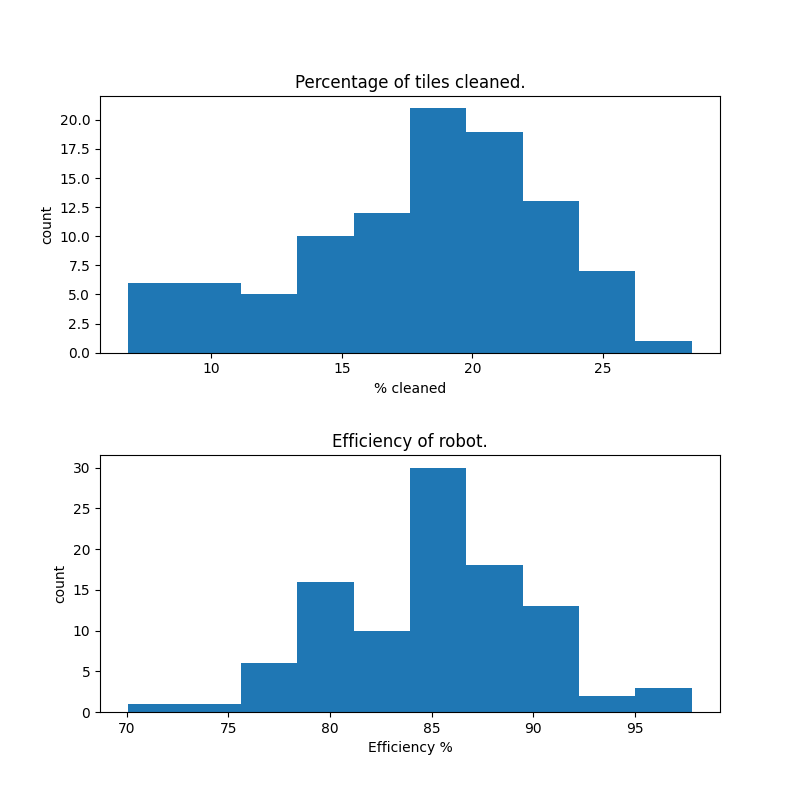 Percentage of tiles cleaned.
20.0
17.5
15.0
12.5
10.0
7.5
5.0
2.5
0.0
count
10 15 20 25
% cleaned
Efficiency of robot.
30
25
20
15
10
5
0
count
70 75 80 85 90 95
Efficiency %